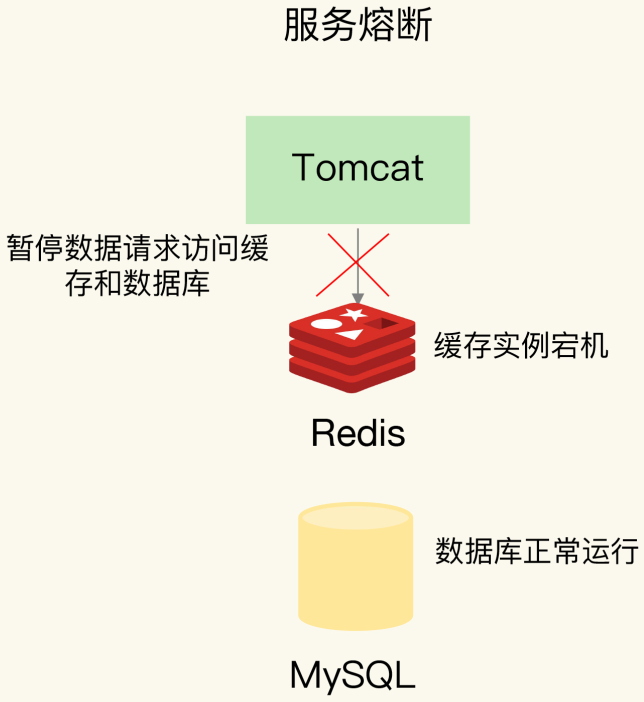 服务熔断
Tomcat
暂停数据请求访问缓
存和数据库
缓存实例宕机
Redis
数据库正常运行
MySQL